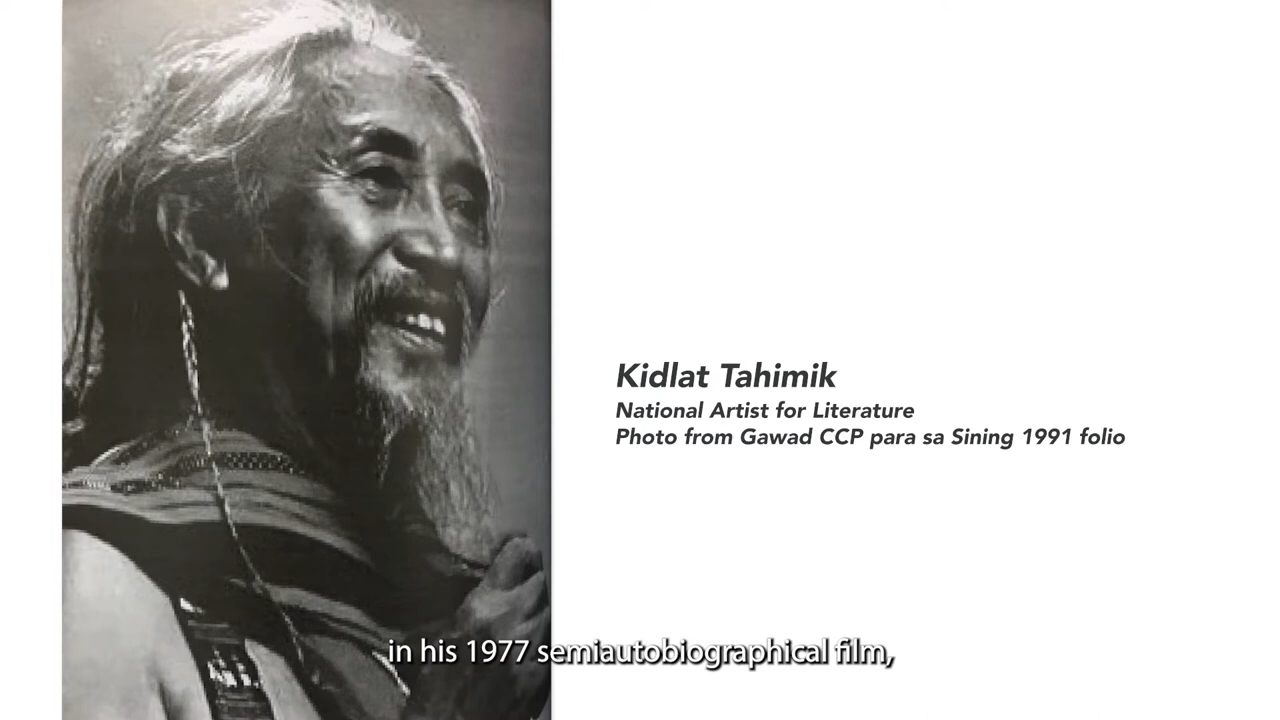 Kidlat Tahimik
National Artist for Literature
Photo from Gawad CCP para sa Sining 1991 folio
in his 1977 semiautobiographical film,